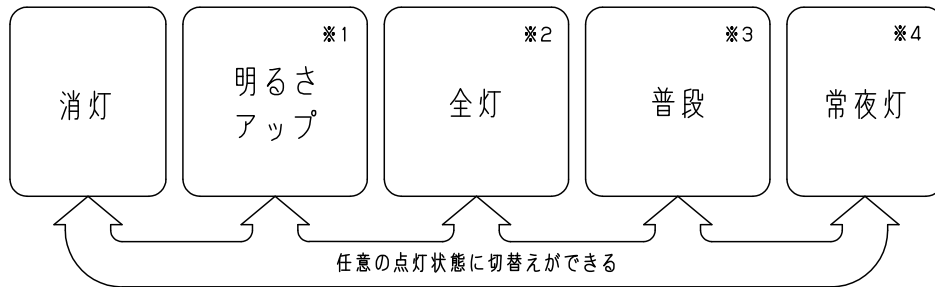 消灯
※1
明るさ
アップ
※2
全灯
※3
普段
※4
常夜灯
任意の点灯状態に切替えができる